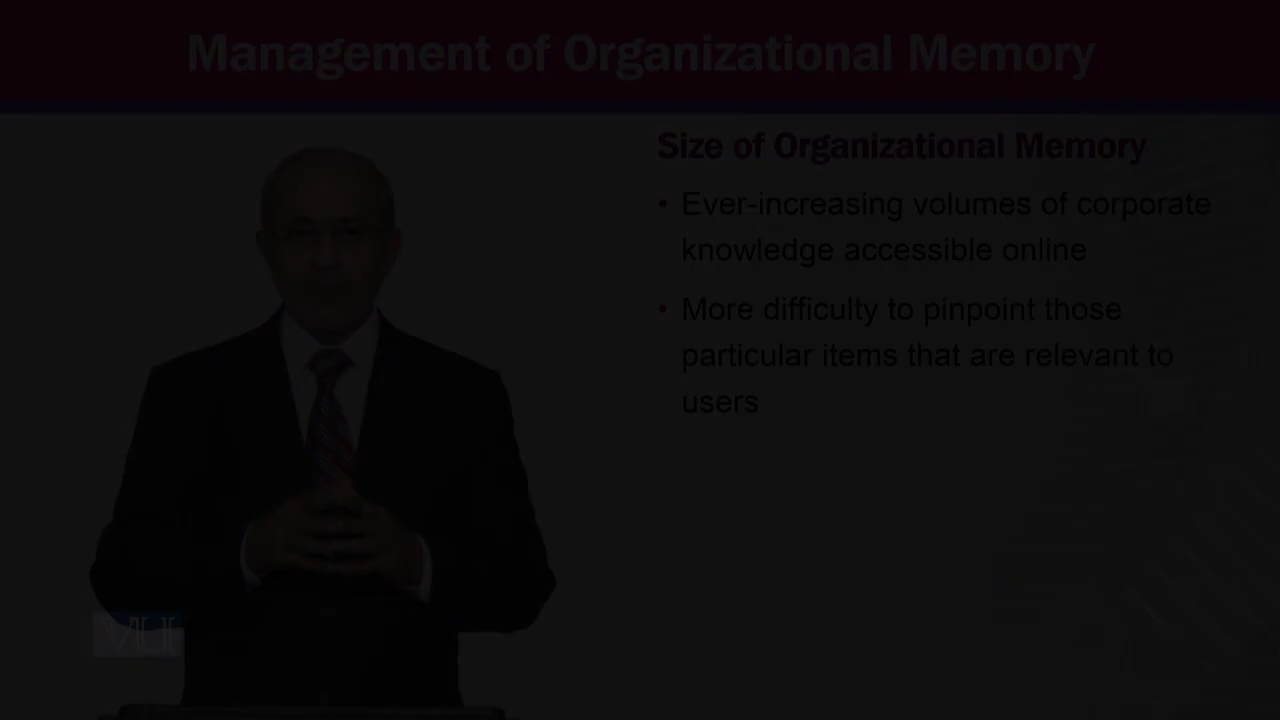 Management of Organizational Memory
Size of Organizational Memory
• Ever-increasing volumes of corporate
knowledge accessible online
• More difficulty to pinpoint those
particular items that are relevant to
users
VU